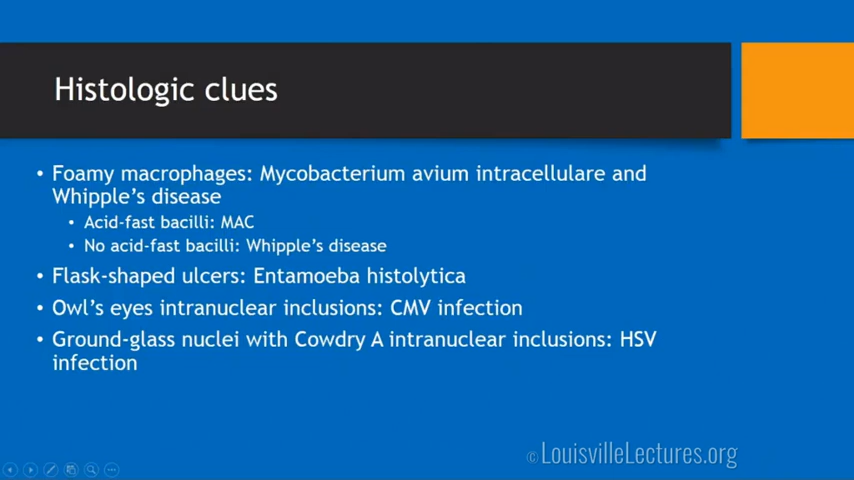 Histologic clues
• Foamy macrophages: Mycobacterium avium intracellulare and
Whipple's disease
• Acid-fast bacilli: MAC
• No acid-fast bacilli: Whipple's disease
• Flask-shaped ulcers: Entamoeba histolytica
• Owl's eyes intranuclear inclusions: CMV infection
• Ground-glass nuclei with Cowdry A intranuclear inclusions: HSV
infection
© LouisvilleLectures.org